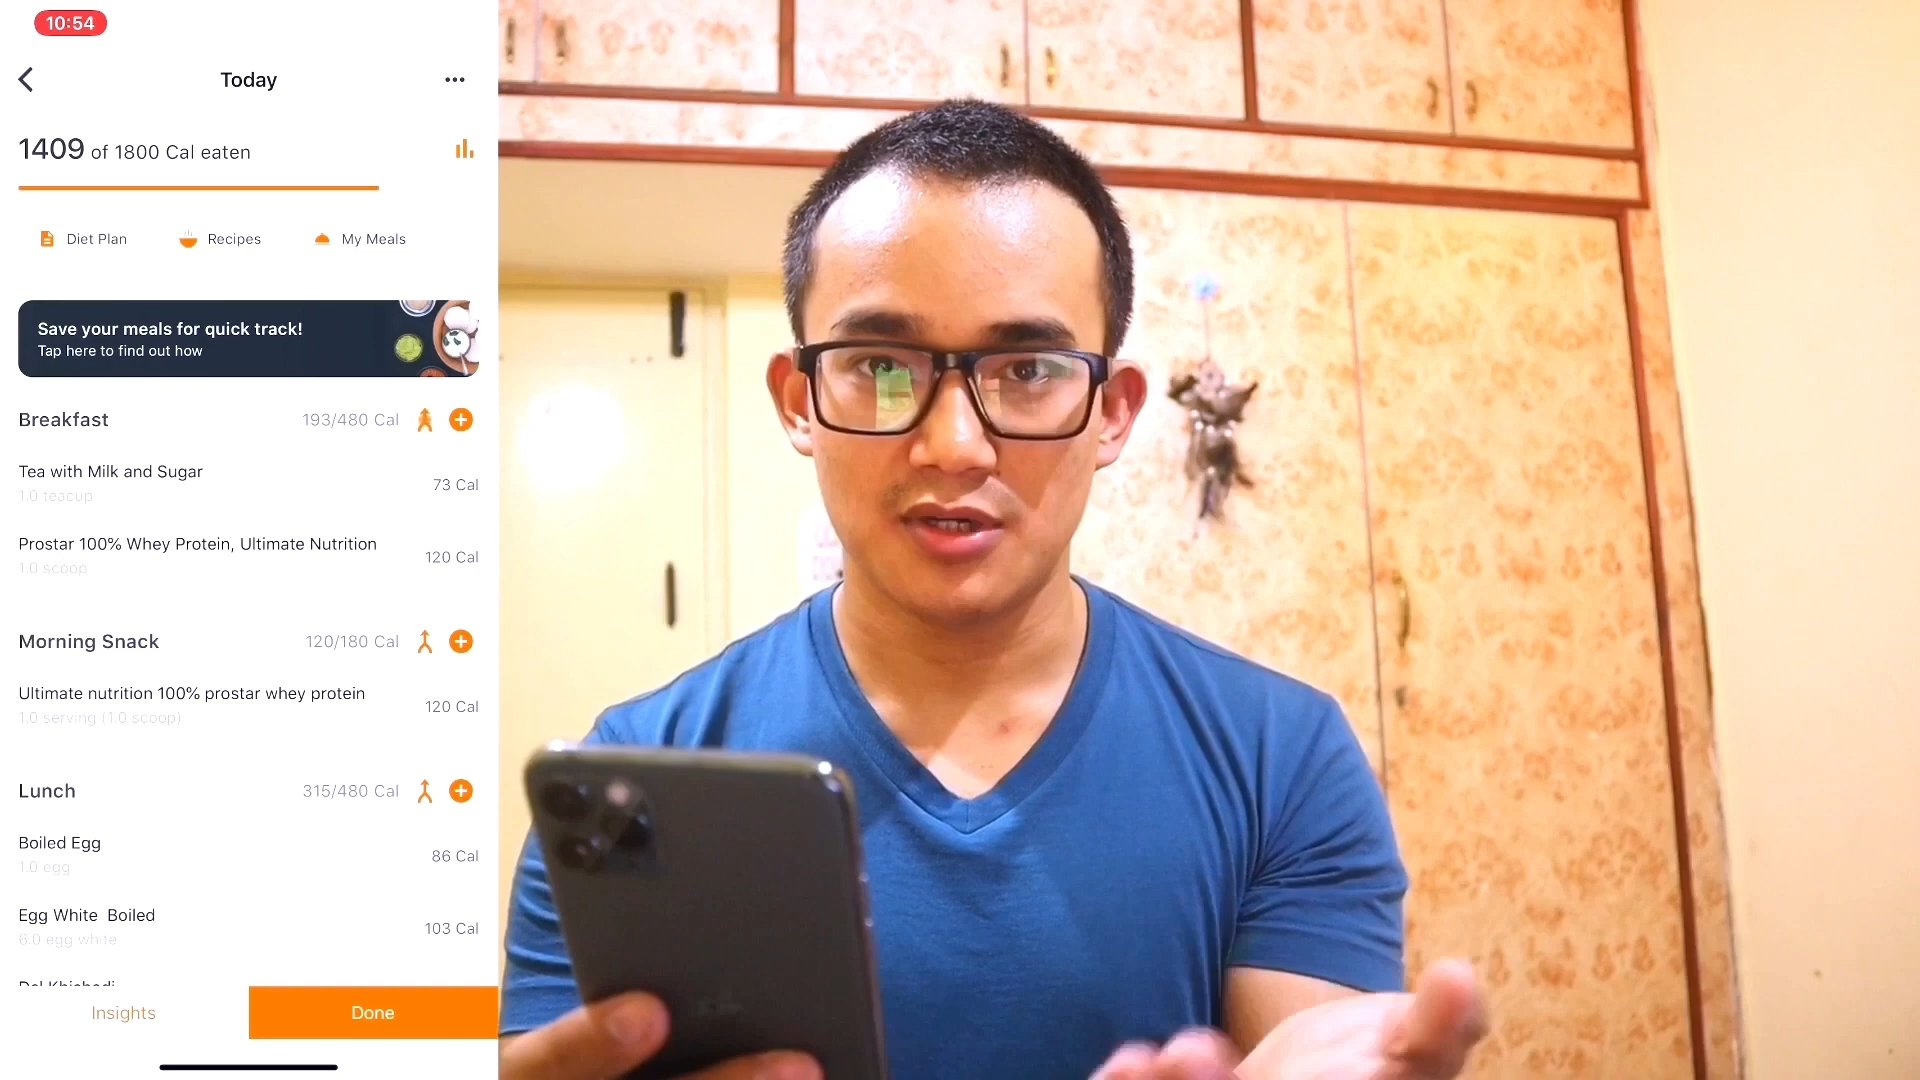 10:54
Today
1409 of 1800 Cal eaten
Diet Plan
Recipes
My Meals
Save your meals for quick track!
Tap here to find out how
Breakfast 193/480 Cal
Tea with Milk and Sugar 73 Cal
1.0 teacup
Prostar 100% Whey Protein, Ultimate Nutrition 120 Cal
1.0 scoop
Morning Snack 120/180 Cal
Ultimate nutrition 100% prostar whey protein 120 Cal
1.0 serving (1.0 scoop)
Lunch 315/480 Cal
Boiled Egg 86 Cal
1.0 egg
Egg White Boiled 103 Cal
6.0 egg white
Insights
Done